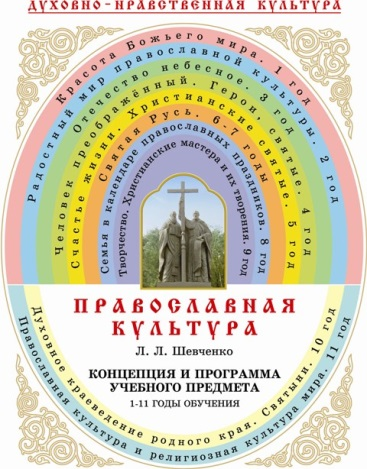 ДУХОВНО-НРАВСТВЕННАЯ КУЛЬТУРА
Красота Божьего мира. 1 год
Радостный мир православной культуры. 2 год
Отечество небесное. 3 год
Человек преображённый. Герои, святые. 4 год
Счастье жизни. Христианские святые. 5 год
Святая Русь. 6-7 годы
Семья в календаре православных праздников. 8 год
Творчество. Христианские мастера и их творения. 9 год
ПРАВОСЛАВНАЯ
КУЛЬТУРА
Л. Л. Шевченко
КОНЦЕПЦИЯ И ПРОГРАММА
УЧЕБНОГО ПРЕДМЕТА
1-11 ГОДЫ ОБУЧЕНИЯ
Духовное краеведение родного края. Святыни. 10 год
Православная культура и религиозная культура мира. 11 год